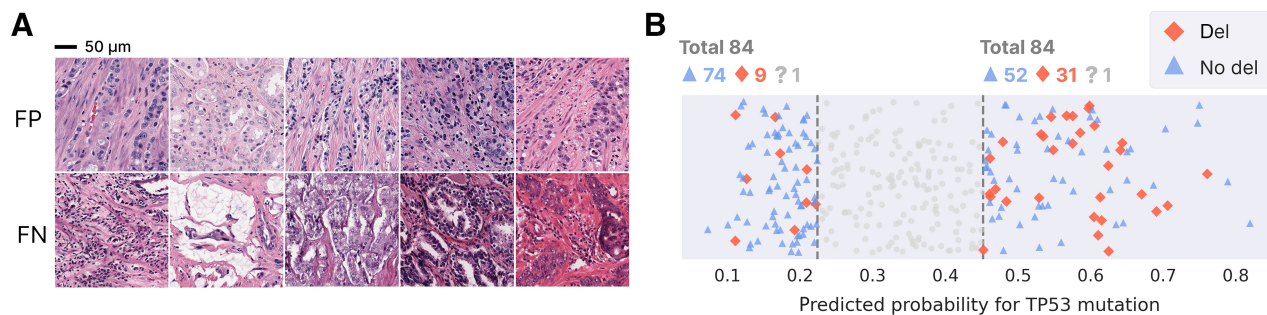 A
50 µm
FP
FN
B
Total 84
74 9 ? 1
Total 84
52 31 ? 1
Del
No del
0.1 0.2 0.3 0.4 0.5 0.6 0.7 0.8
Predicted probability for TP53 mutation